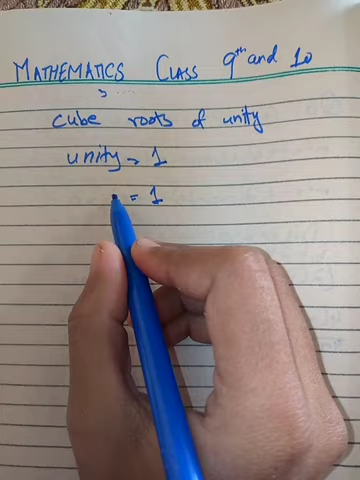 MATHEMATICS CLASS 9th and 10
cube roots of unity
unity = 1
= 1